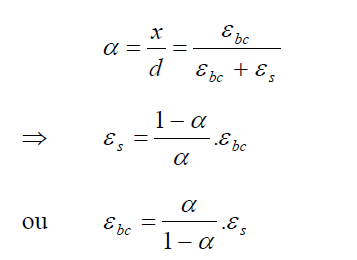 α = x/d = ε_bc / (ε_bc + ε_s)
⇒ ε_s = (1 − α)/α .ε_bc
ou ε_bc = α/(1 − α) .ε_s